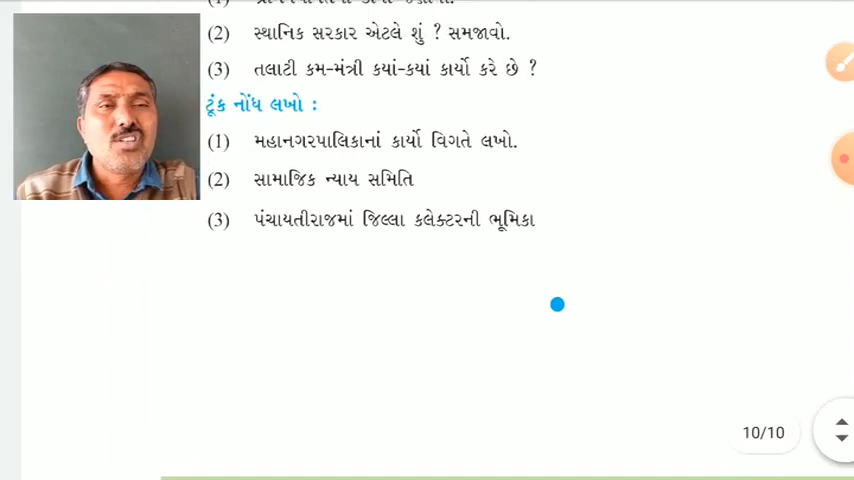 (2) સ્થાનિક સરકાર એટલે શું ? સમજાવો.
(3) તલાટી કમ-મંત્રી કયાં-કયાં કાર્યો કરે છે ?
ટૂંક નોંધ લખો :
(1) મહાનગરપાલિકાનાં કાર્યો વિગતે લખો.
(2) સામાજિક ન્યાય સમિતિ
(3) પંચાયતીરાજમાં જિલ્લા કલેક્ટરની ભૂમિકા
10/10